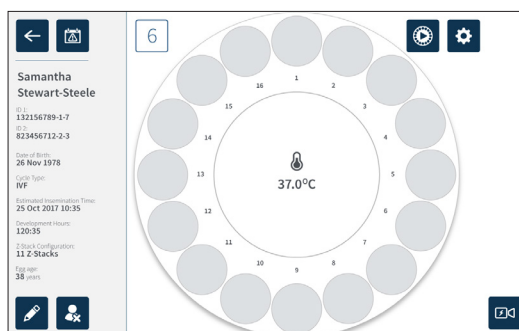 Samantha
Stewart-Steele
ID 1:
132156789-1-7
ID 2:
823456712-2-3
Date of Birth:
26 Nov 1978
Cycle Type:
IVF
Estimated Insemination Time:
25 Oct 2017 10:35
Development Hours:
120:35
Z-Stack Configuration:
11 Z-Stacks
Egg age:
38 years
6
1
2
3
4
5
6
7
8
9
10
11
12
13
14
15
16
37.0°C